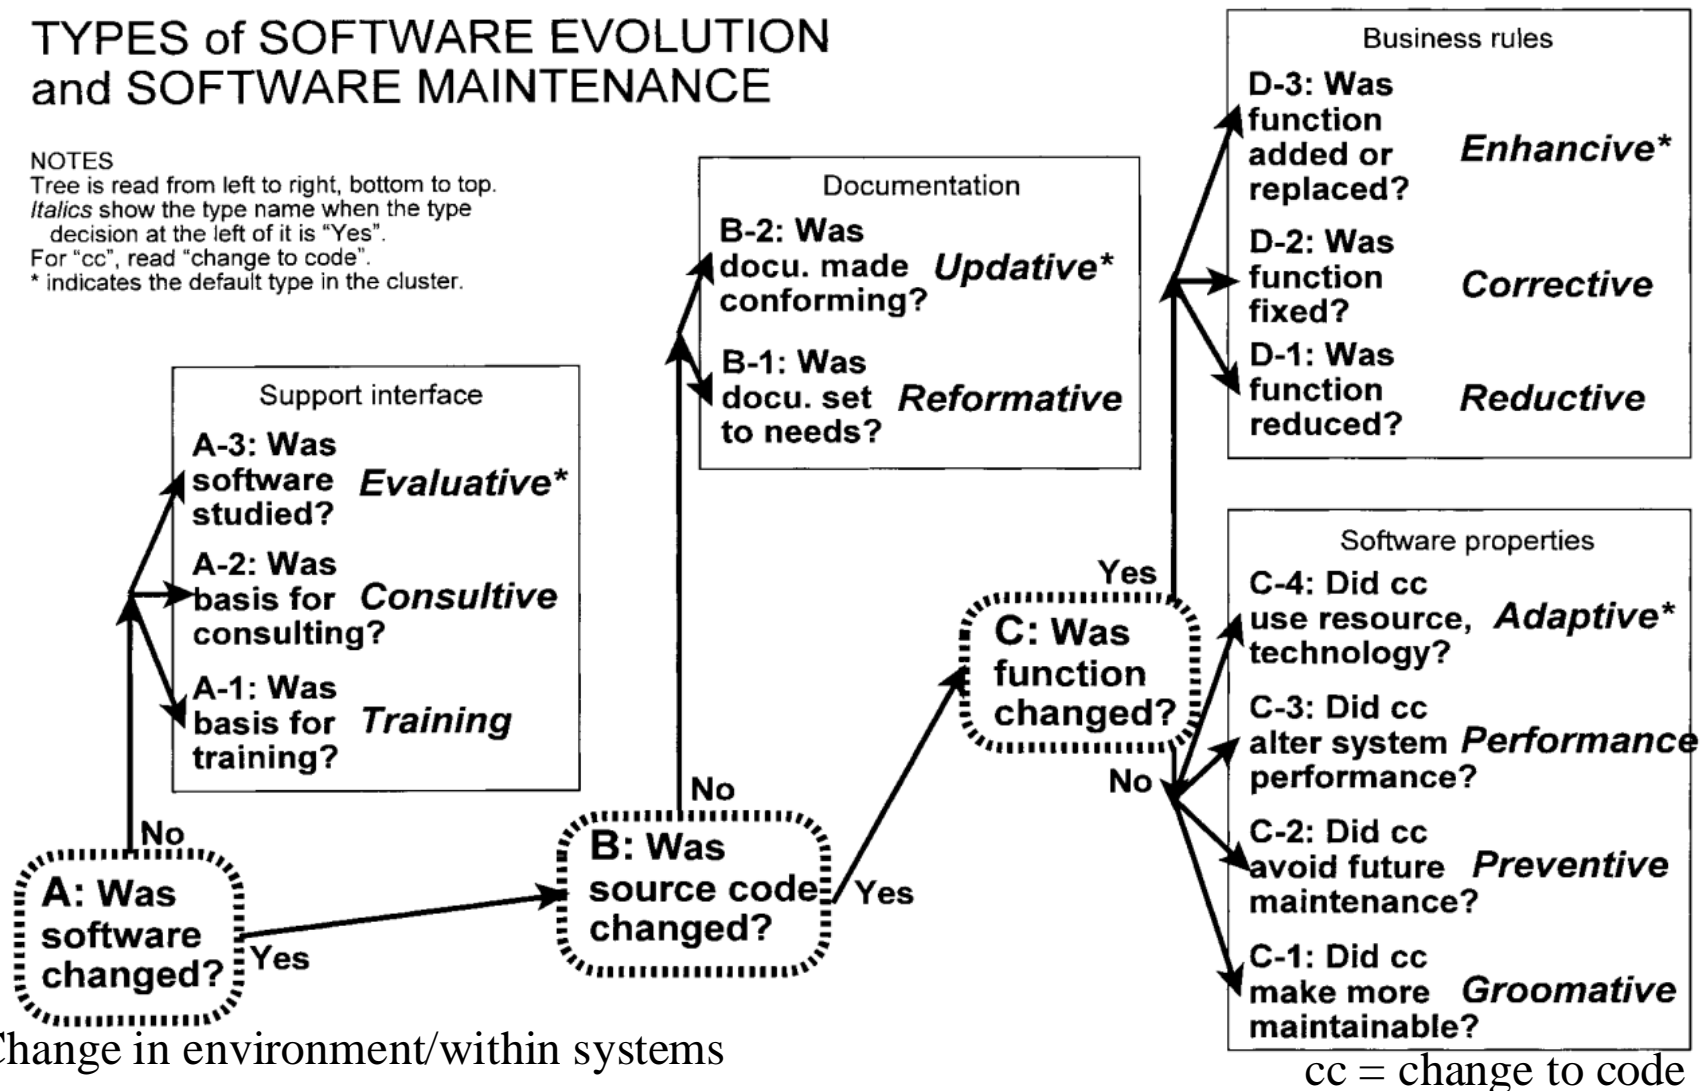 TYPES of SOFTWARE EVOLUTION
and SOFTWARE MAINTENANCE
NOTES
Tree is read from left to right, bottom to top.
Italics show the type name when the type
decision at the left of it is “Yes”.
For “cc”, read “change to code”.
* indicates the default type in the cluster.
Support interface
A-3: Was
software Evaluative*
studied?
A-2: Was
basis for Consultive
consulting?
A-1: Was
basis for Training
training?
No
A: Was
software
changed?
Yes
Documentation
B-2: Was
docu. made Updative*
conforming?
B-1: Was
docu. set Reformative
to needs?
No
B: Was
source code
changed?
Yes
Business rules
D-3: Was
function
added or Enhancive*
replaced?
D-2: Was
function Corrective
fixed?
D-1: Was
function Reductive
reduced?
Yes
C: Was
function
changed?
No
Software properties
C-4: Did cc
use resource, Adaptive*
technology?
C-3: Did cc
alter system Performance
performance?
C-2: Did cc
avoid future Preventive
maintenance?
C-1: Did cc
make more Groomative
maintainable?
Change in environment/within systems
cc = change to code